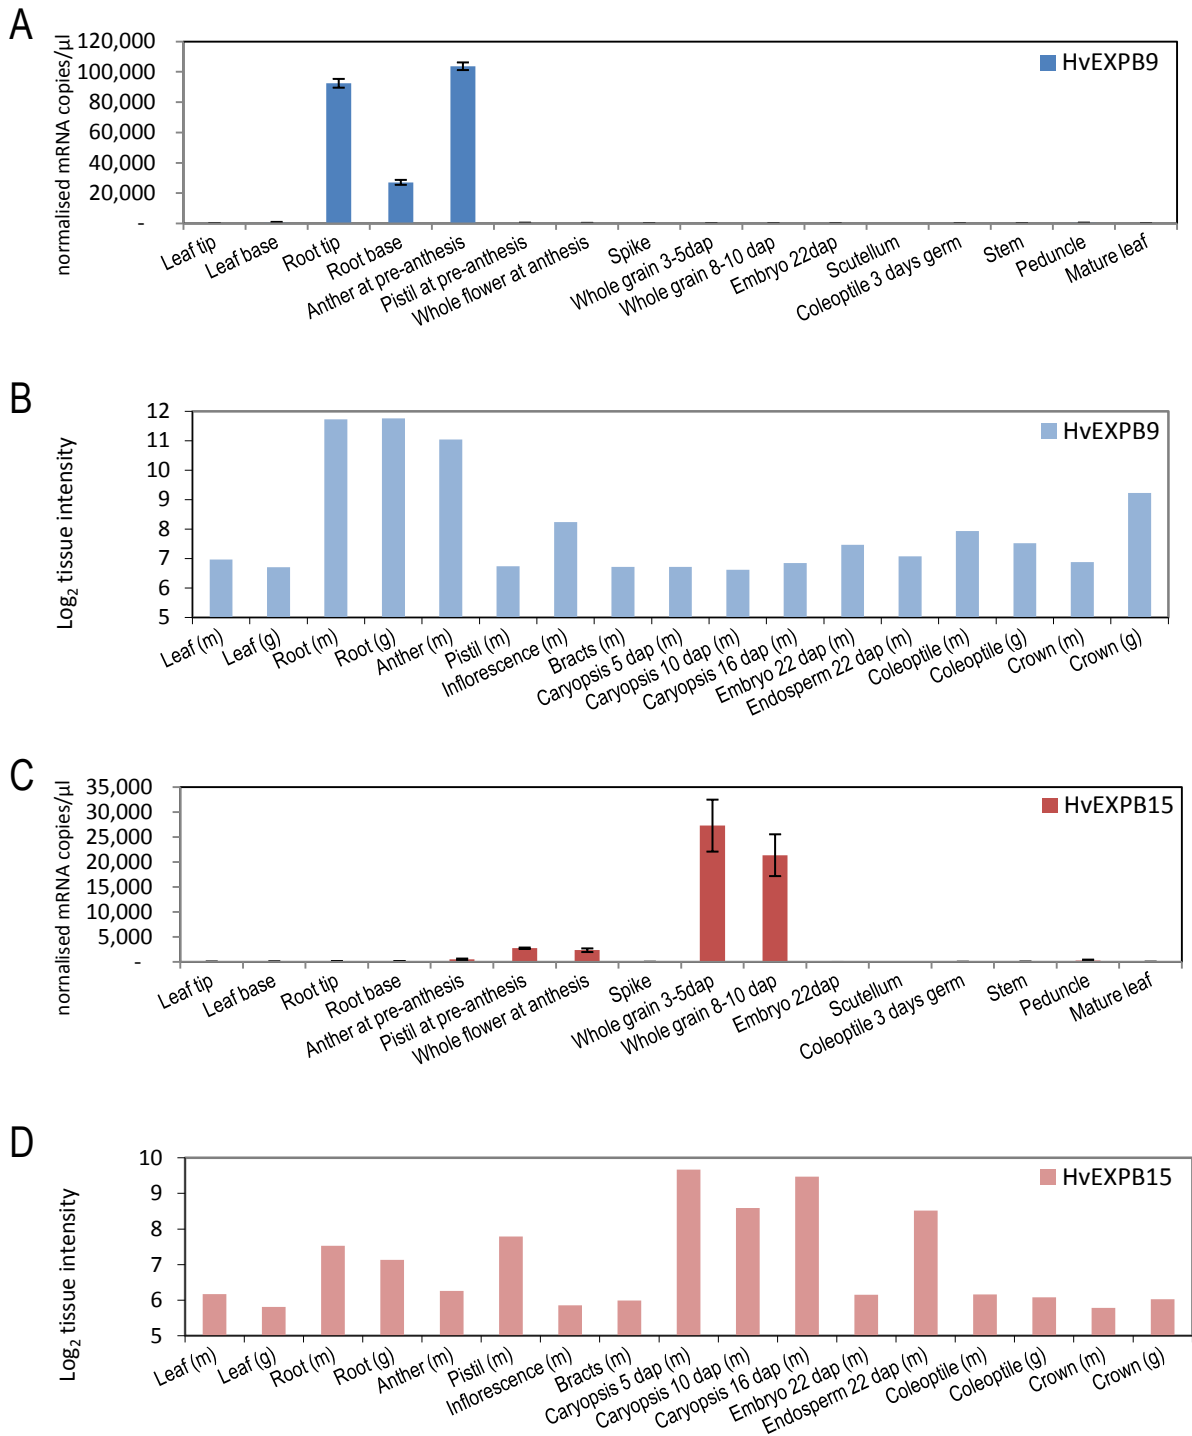 A
normalised mRNA copies/µl
120,000
100,000
80,000
60,000
40,000
20,000
-
HvEXPB9
Leaf tip
Leaf base
Root tip
Root base
Anther at pre-anthesis
Pistil at pre-anthesis
Whole flower at anthesis
Spike
Whole grain 3-5dap
Whole grain 8-10 dap
Embryo 22dap
Scutellum
Coleoptile 3 days germ
Stem
Peduncle
Mature leaf
B
Log₂ tissue intensity
12
11
10
9
8
7
6
5
HvEXPB9
Leaf (m)
Leaf (g)
Root (m)
Root (g)
Anther (m)
Pistil (m)
Inflorescence (m)
Bracts (m)
Caryopsis 5 dap (m)
Caryopsis 10 dap (m)
Caryopsis 16 dap (m)
Embryo 22 dap (m)
Endosperm 22 dap (m)
Coleoptile (m)
Coleoptile (g)
Crown (m)
Crown (g)
C
normalised mRNA copies/µl
35,000
30,000
25,000
20,000
15,000
10,000
5,000
-
HvEXPB15
Leaf tip
Leaf base
Root tip
Root base
Anther at pre-anthesis
Pistil at pre-anthesis
Whole flower at anthesis
Spike
Whole grain 3-5dap
Whole grain 8-10 dap
Embryo 22dap
Scutellum
Coleoptile 3 days germ
Stem
Peduncle
Mature leaf
D
Log₂ tissue intensity
10
9
8
7
6
5
HvEXPB15
Leaf (m)
Leaf (g)
Root (m)
Root (g)
Anther (m)
Pistil (m)
Inflorescence (m)
Bracts (m)
Caryopsis 5 dap (m)
Caryopsis 10 dap (m)
Caryopsis 16 dap (m)
Embryo 22 dap (m)
Endosperm 22 dap (m)
Coleoptile (m)
Coleoptile (g)
Crown (m)
Crown (g)